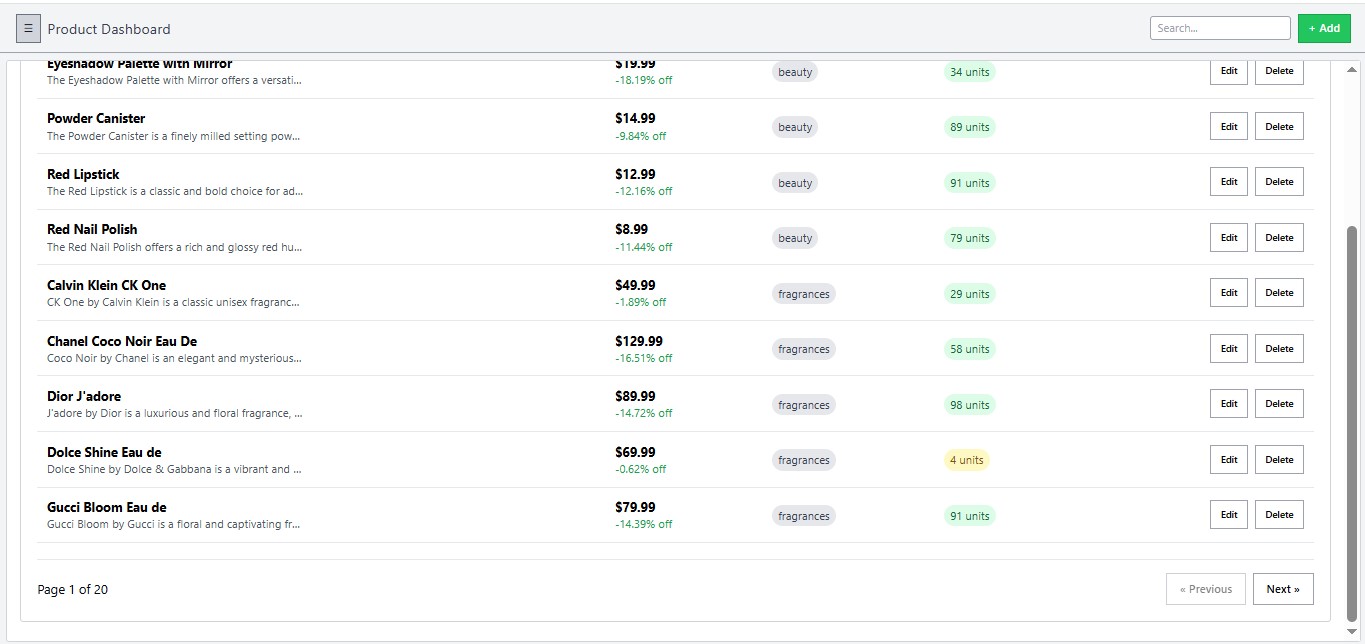 ☰ Product Dashboard Search... + Add
Eyeshadow Palette with Mirror $19.99 beauty 34 units Edit Delete
The Eyeshadow Palette with Mirror offers a versati... -18.19% off
Powder Canister $14.99 beauty 89 units Edit Delete
The Powder Canister is a finely milled setting pow... -9.84% off
Red Lipstick $12.99 beauty 91 units Edit Delete
The Red Lipstick is a classic and bold choice for ad... -12.16% off
Red Nail Polish $8.99 beauty 79 units Edit Delete
The Red Nail Polish offers a rich and glossy red hu... -11.44% off
Calvin Klein CK One $49.99 fragrances 29 units Edit Delete
CK One by Calvin Klein is a classic unisex fragranc... -1.89% off
Chanel Coco Noir Eau De $129.99 fragrances 58 units Edit Delete
Coco Noir by Chanel is an elegant and mysterious... -16.51% off
Dior J'adore $89.99 fragrances 98 units Edit Delete
J'adore by Dior is a luxurious and floral fragrance, ... -14.72% off
Dolce Shine Eau de $69.99 fragrances 4 units Edit Delete
Dolce Shine by Dolce & Gabbana is a vibrant and ... -0.62% off
Gucci Bloom Eau de $79.99 fragrances 91 units Edit Delete
Gucci Bloom by Gucci is a floral and captivating fr... -14.39% off
Page 1 of 20 « Previous Next »